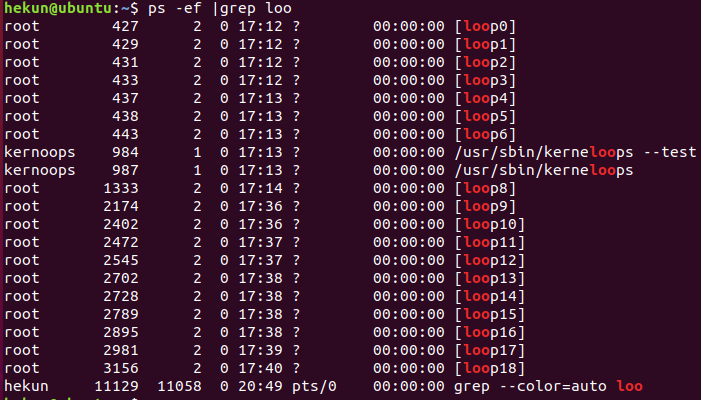 hekun@ubuntu:~$ ps -ef |grep loo
root 427 2 0 17:12 ? 00:00:00 [loop0]
root 429 2 0 17:12 ? 00:00:00 [loop1]
root 431 2 0 17:12 ? 00:00:00 [loop2]
root 433 2 0 17:12 ? 00:00:00 [loop3]
root 437 2 0 17:13 ? 00:00:00 [loop4]
root 438 2 0 17:13 ? 00:00:00 [loop5]
root 443 2 0 17:13 ? 00:00:00 [loop6]
kernoops 984 1 0 17:13 ? 00:00:00 /usr/sbin/kerneloops --test
kernoops 987 1 0 17:13 ? 00:00:00 /usr/sbin/kerneloops
root 1333 2 0 17:14 ? 00:00:00 [loop8]
root 2174 2 0 17:36 ? 00:00:00 [loop9]
root 2402 2 0 17:36 ? 00:00:00 [loop10]
root 2472 2 0 17:37 ? 00:00:00 [loop11]
root 2545 2 0 17:37 ? 00:00:00 [loop12]
root 2702 2 0 17:38 ? 00:00:00 [loop13]
root 2728 2 0 17:38 ? 00:00:00 [loop14]
root 2789 2 0 17:38 ? 00:00:00 [loop15]
root 2895 2 0 17:38 ? 00:00:00 [loop16]
root 2981 2 0 17:39 ? 00:00:00 [loop17]
root 3156 2 0 17:40 ? 00:00:00 [loop18]
hekun 11129 11058 0 20:49 pts/0 00:00:00 grep --color=auto loo